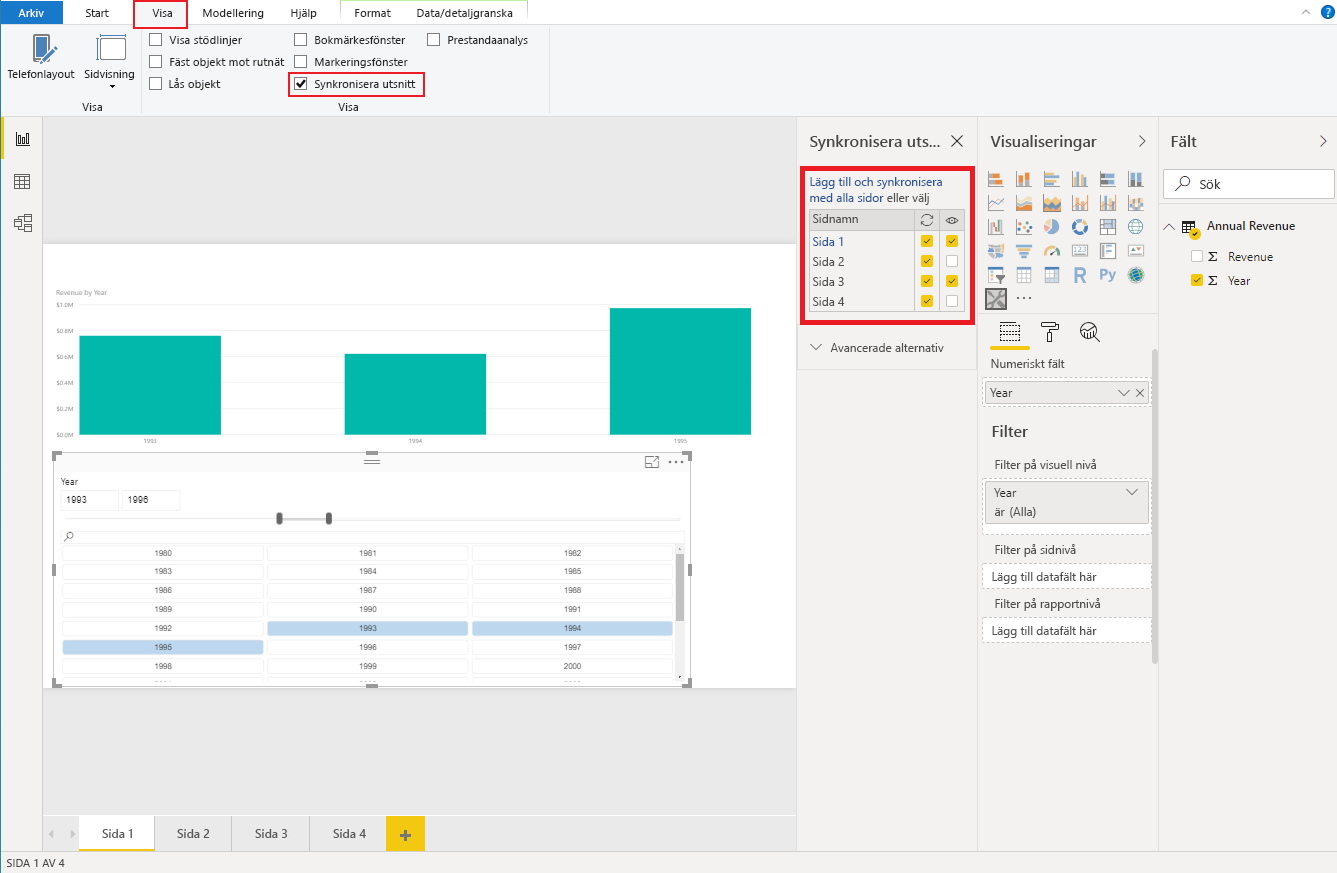 Arkiv Start Visa Modellering Hjälp Format Data/detaljgranska
?
Telefonlayout Sidvisning
Visa
Visa stödlinjer
Fäst objekt mot rutnät
Lås objekt
Bokmärkesfönster
Markeringsfönster
Synkronisera utsnitt
Prestandaanalys
Visa
Revenue by Year
$1.0M
$0.8M
$0.6M
$0.4M
$0.2M
$0.0M
1993 1994 1995
Year
1993 1996
1980 1981 1982
1983 1984 1985
1986 1987 1988
1989 1990 1991
1992 1993 1994
1995 1996 1997
1998 1999 2000
Synkronisera uts...
Lägg till och synkronisera
med alla sidor eller välj
Sidnamn
Sida 1
Sida 2
Sida 3
Sida 4
Avancerade alternativ
Visualiseringar
123
R Py
...
Numeriskt fält
Year
Filter
Filter på visuell nivå
Year
är (Alla)
Filter på sidnivå
Lägg till datafält här
Filter på rapportnivå
Lägg till datafält här
Fält
Sök
Annual Revenue
Σ Revenue
Σ Year
Sida 1 Sida 2 Sida 3 Sida 4 +
SIDA 1 AV 4